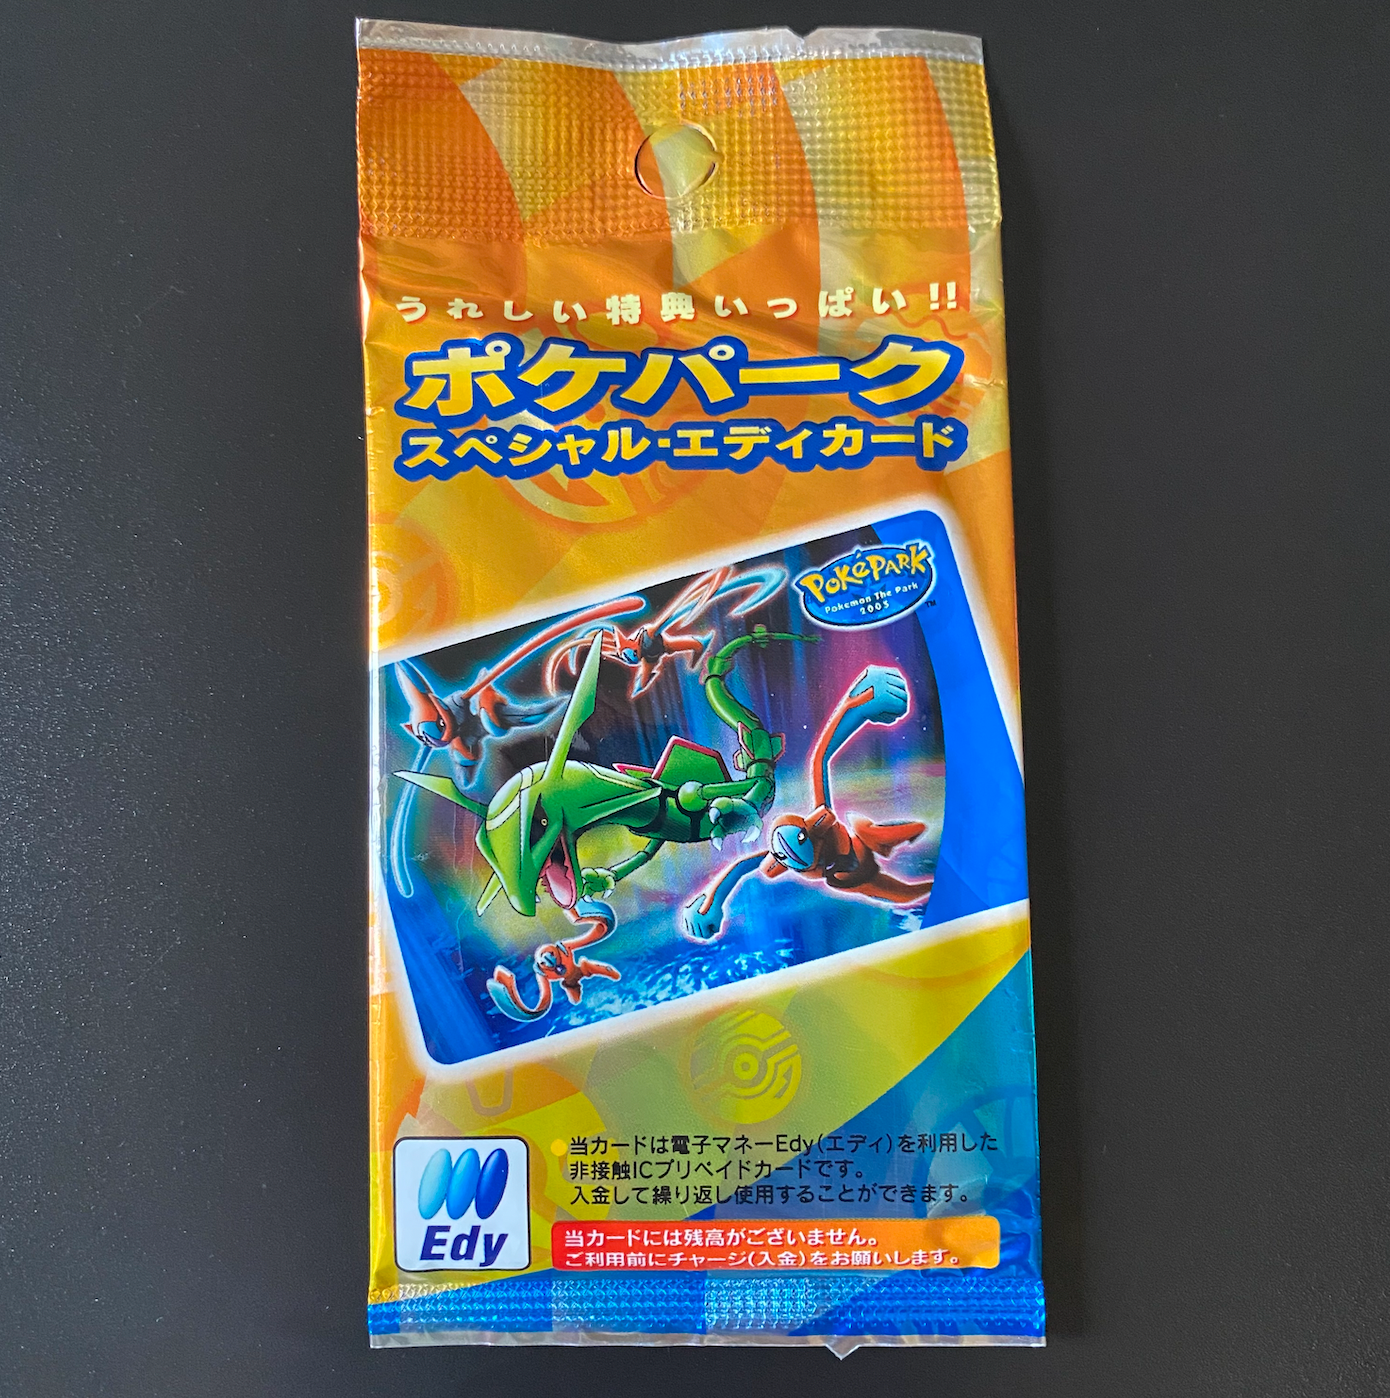 うれしい特典いっぱい!!
ポケパーク
スペシャル・エディカード
PokéPARK
Pokemon The Park
2005
TM
当カードは電子マネーEdy(エディ)を利用した
非接触ICプリペイドカードです。
入金して繰り返し使用することができます。
Edy
当カードには残高がございません。
ご利用前にチャージ(入金)をお願いします。